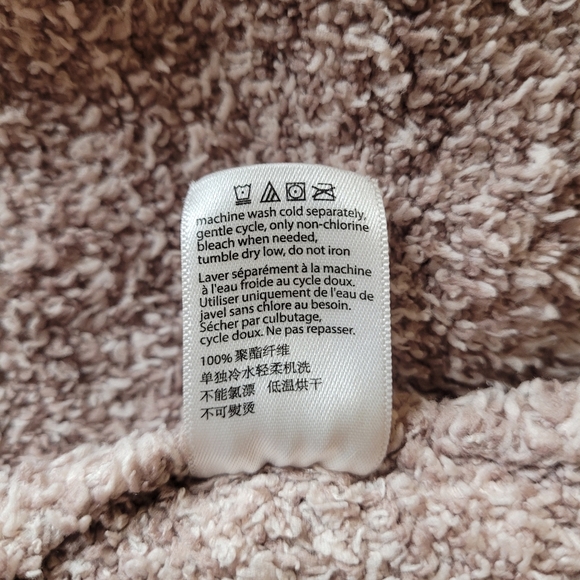 machine wash cold separately,
gentle cycle, only non-chlorine
bleach when needed,
tumble dry low, do not iron
Laver séparément à la machine
à l'eau froide au cycle doux.
Utiliser uniquement de l'eau de
javel sans chlore au besoin.
Sécher par culbutage,
cycle doux. Ne pas repasser.
100% 聚酯纤维
单独冷水轻柔机洗
不能氯漂 低温烘干
不可熨烫